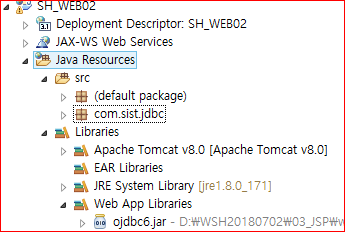 SH_WEB02
Deployment Descriptor: SH_WEB02
JAX-WS Web Services
Java Resources
src
(default package)
com.sist.jdbc
Libraries
Apache Tomcat v8.0 [Apache Tomcat v8.0]
EAR Libraries
JRE System Library [jre1.8.0_171]
Web App Libraries
ojdbc6.jar - D:₩WSH20180702₩03_JSP₩w